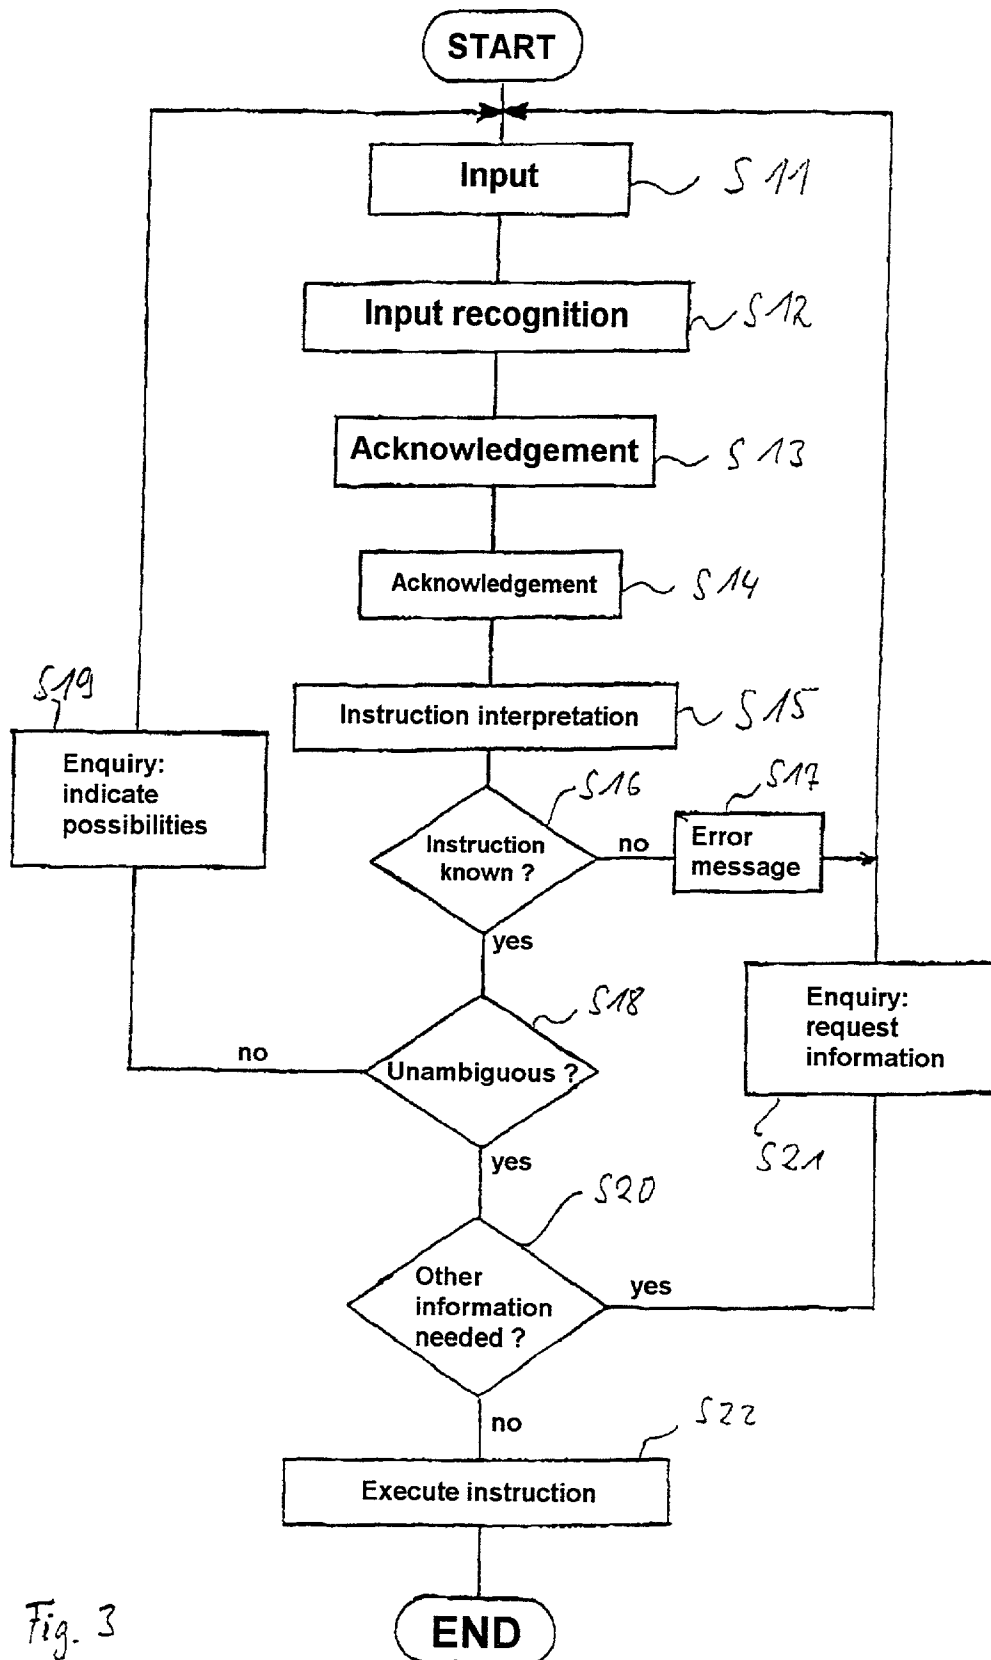 START
Input
S11
Input recognition
S12
Acknowledgement
S13
Acknowledgement
S14
Instruction interpretation
S15
S19
Enquiry:
indicate
possibilities
Instruction
known ?
S16
no
S17
Error
message
yes
Unambiguous ?
S18
no
Enquiry:
request
information
S21
yes
Other
information
needed ?
S20
yes
no
Execute instruction
S22
END
Fig. 3